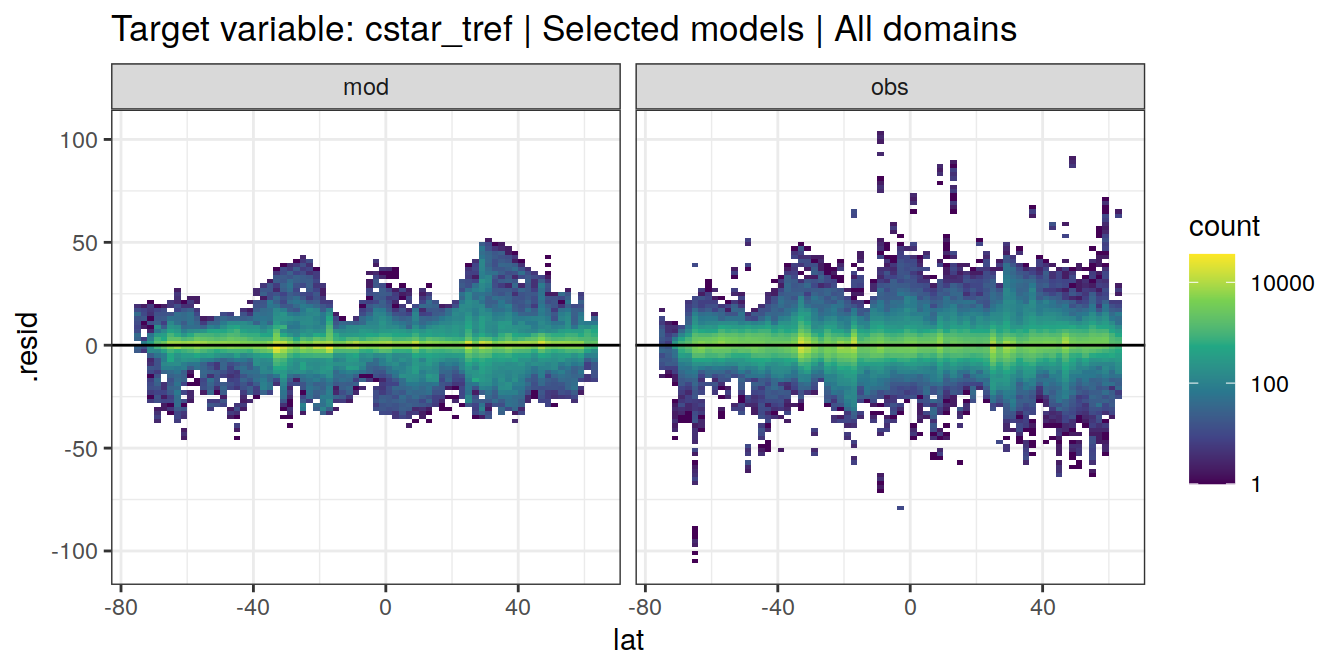 Target variable: cstar_tref | Selected models | All domains
mod
obs
100
50
0
-50
-100
.resid
-80
-40
0
40
-80
-40
0
40
lat
count
10000
100
1